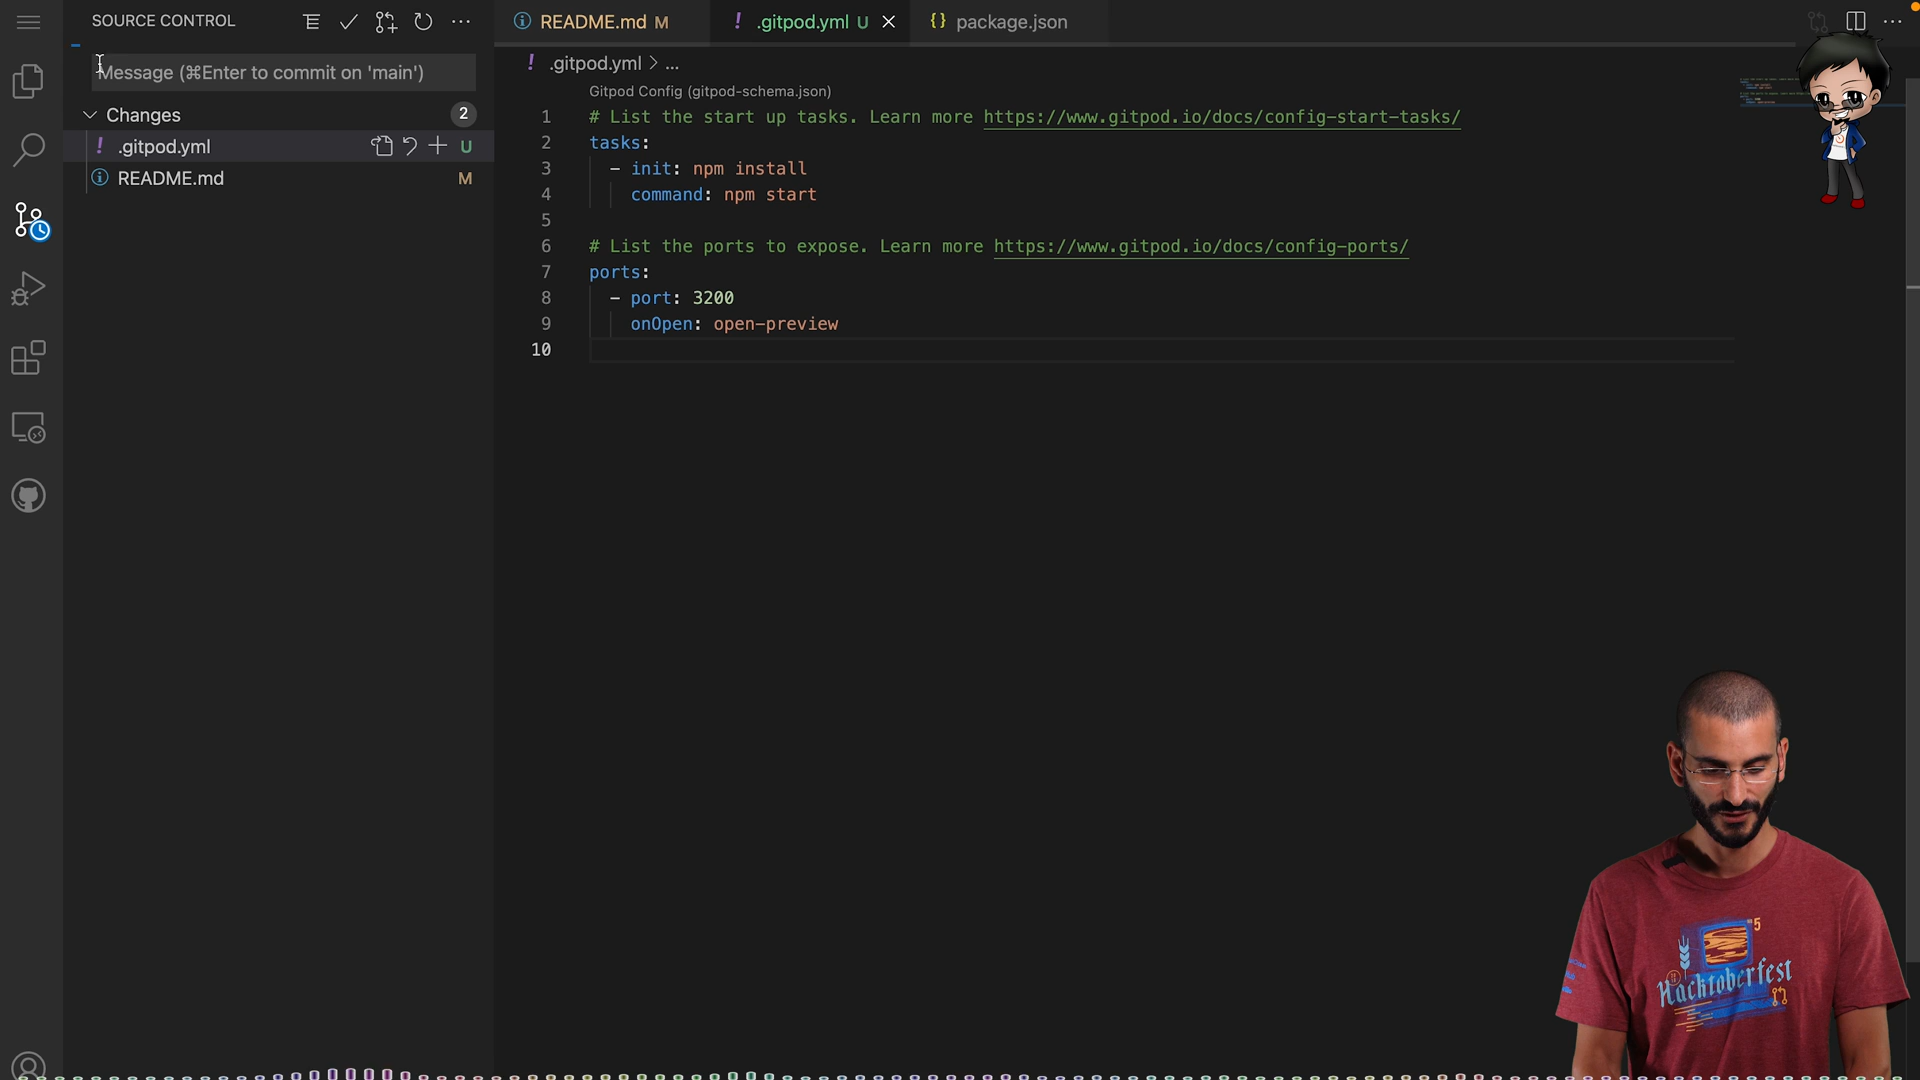 SOURCE CONTROL
Message (⌘Enter to commit on 'main')
Changes 2
.gitpod.yml U
README.md M
README.md M
.gitpod.yml U
package.json
.gitpod.yml > ...
Gitpod Config (gitpod-schema.json)
1 # List the start up tasks. Learn more https://www.gitpod.io/docs/config-start-tasks/
2 tasks:
3 - init: npm install
4 command: npm start
5
6 # List the ports to expose. Learn more https://www.gitpod.io/docs/config-ports/
7 ports:
8 - port: 3200
9 onOpen: open-preview
10
5
Hacktoberfest